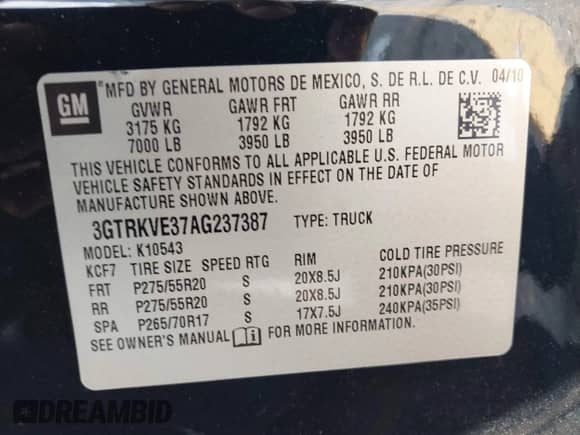 GM
MFD BY GENERAL MOTORS DE MEXICO, S. DE R.L. DE C.V. 04/10
GVWR GAWR FRT GAWR RR
3175 KG 1792 KG 1792 KG
7000 LB 3950 LB 3950 LB
THIS VEHICLE CONFORMS TO ALL APPLICABLE U.S. FEDERAL MOTOR
VEHICLE SAFETY STANDARDS IN EFFECT ON THE DATE OF
MANUFACTURE SHOWN ABOVE.
3GTRKVE37AG237387 TYPE: TRUCK
MODEL: K10543
KCF7 TIRE SIZE SPEED RTG RIM COLD TIRE PRESSURE
FRT P275/55R20 S 20X8.5J 210KPA(30PSI)
RR P275/55R20 S 20X8.5J 210KPA(30PSI)
SPA P265/70R17 S 17X7.5J 240KPA(35PSI)
SEE OWNER'S MANUAL FOR MORE INFORMATION.
DREAMBID